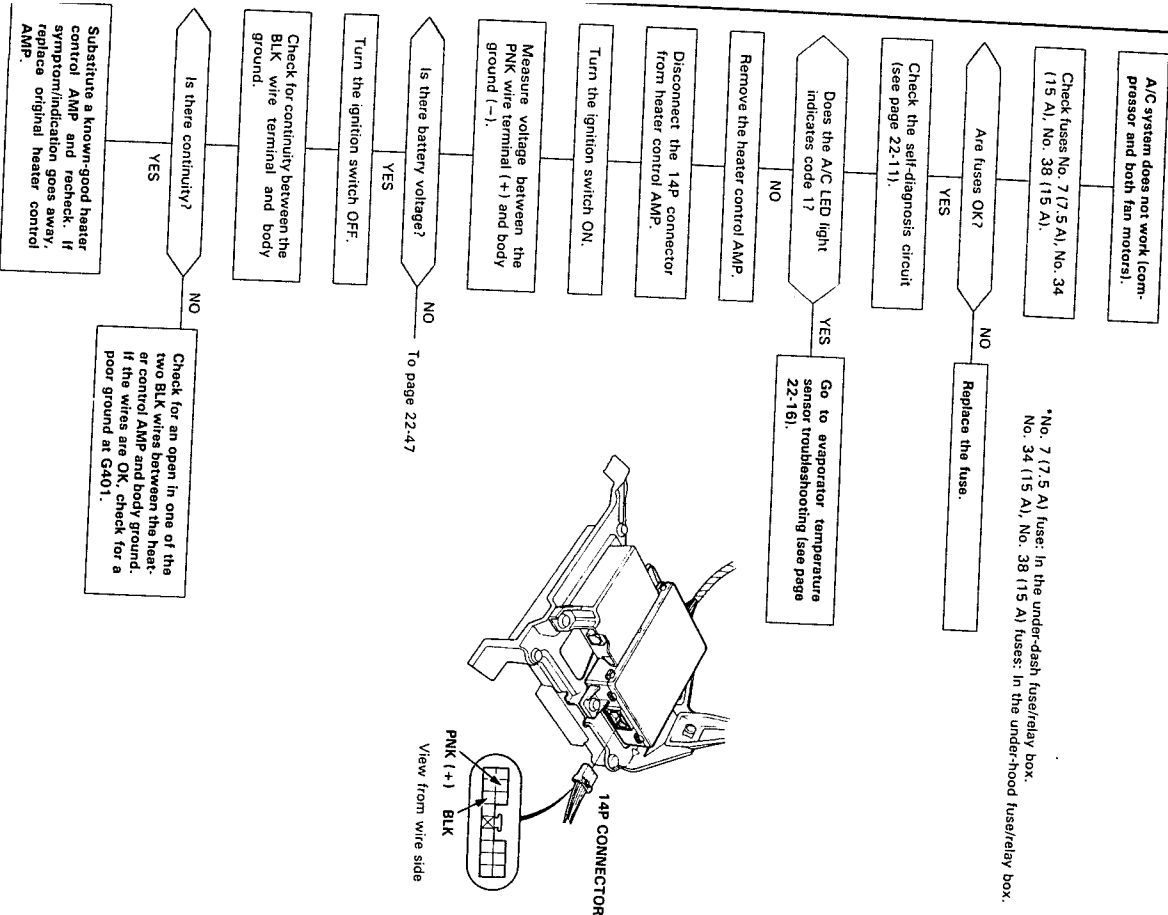 A/C system does not work (com-
pressor and both fan motors).
Check fuses No. 7 (7.5 A), No. 34
(15 A), No. 38 (15 A).
*No. 7 (7.5 A) fuse: In the under-dash fuse/relay box.
No. 34 (15 A), No. 38 (15 A) fuses: In the under-hood fuse/relay box.
Are fuses OK?
NO
Replace the fuse.
YES
Check the self-diagnosis circuit
(see page 22-11).
Does the A/C LED light
indicates code 1?
YES
Go to evaporator temperature
sensor troubleshooting (see page
22-16).
NO
Remove the heater control AMP.
Disconnect the 14P connector
from heater control AMP.
Turn the ignition switch ON.
Measure voltage between the
PNK wire terminal (+) and body
ground (−).
Is there battery voltage?
NO
To page 22-47
YES
Turn the ignition switch OFF.
Check for continuity between the
BLK wire terminal and body
ground.
Is there continuity?
NO
Check for an open in one of the
two BLK wires between the heat-
er control AMP and body ground.
If the wires are OK, check for a
poor ground at G401.
YES
Substitute a known-good heater
control AMP and recheck. If
symptom/indication goes away,
replace original heater control
AMP.
14P CONNECTOR
PNK (+)
BLK
View from wire side